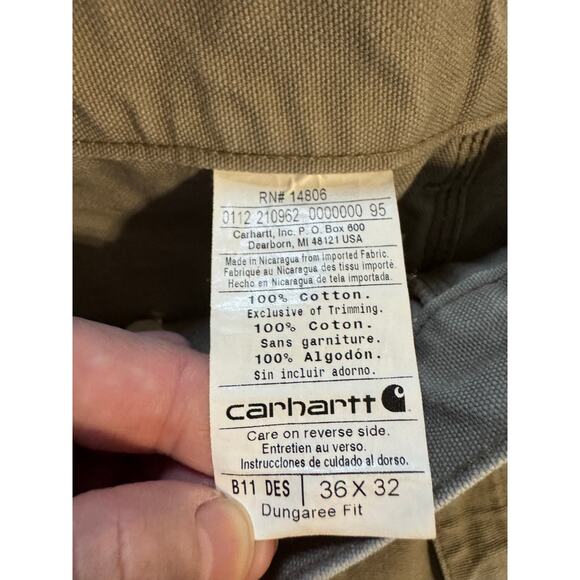 RN# 14806
0112 210962 0000000 95
Carhartt, Inc. P. O. Box 600
Dearborn, MI 48121 USA
Made in Nicaragua from Imported Fabric.
Fabriqué au Nicaragua des tissu importé.
Hecho en Nicaragua de tela importada.
100% Cotton.
Exclusive of Trimming.
100% Coton.
Sans garniture.
100% Algodón.
Sin incluir adorno.
carhartt
Care on reverse side.
Entretien au verso.
Instrucciones de cuidado al dorso.
B11 DES 36 X 32
Dungaree Fit